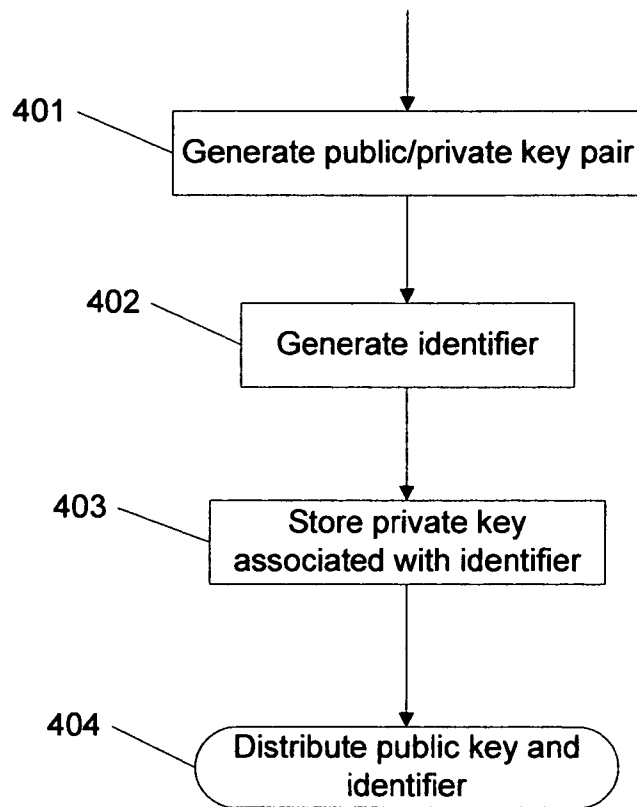 401
Generate public/private key pair
402
Generate identifier
403
Store private key
associated with identifier
404
Distribute public key and
identifier